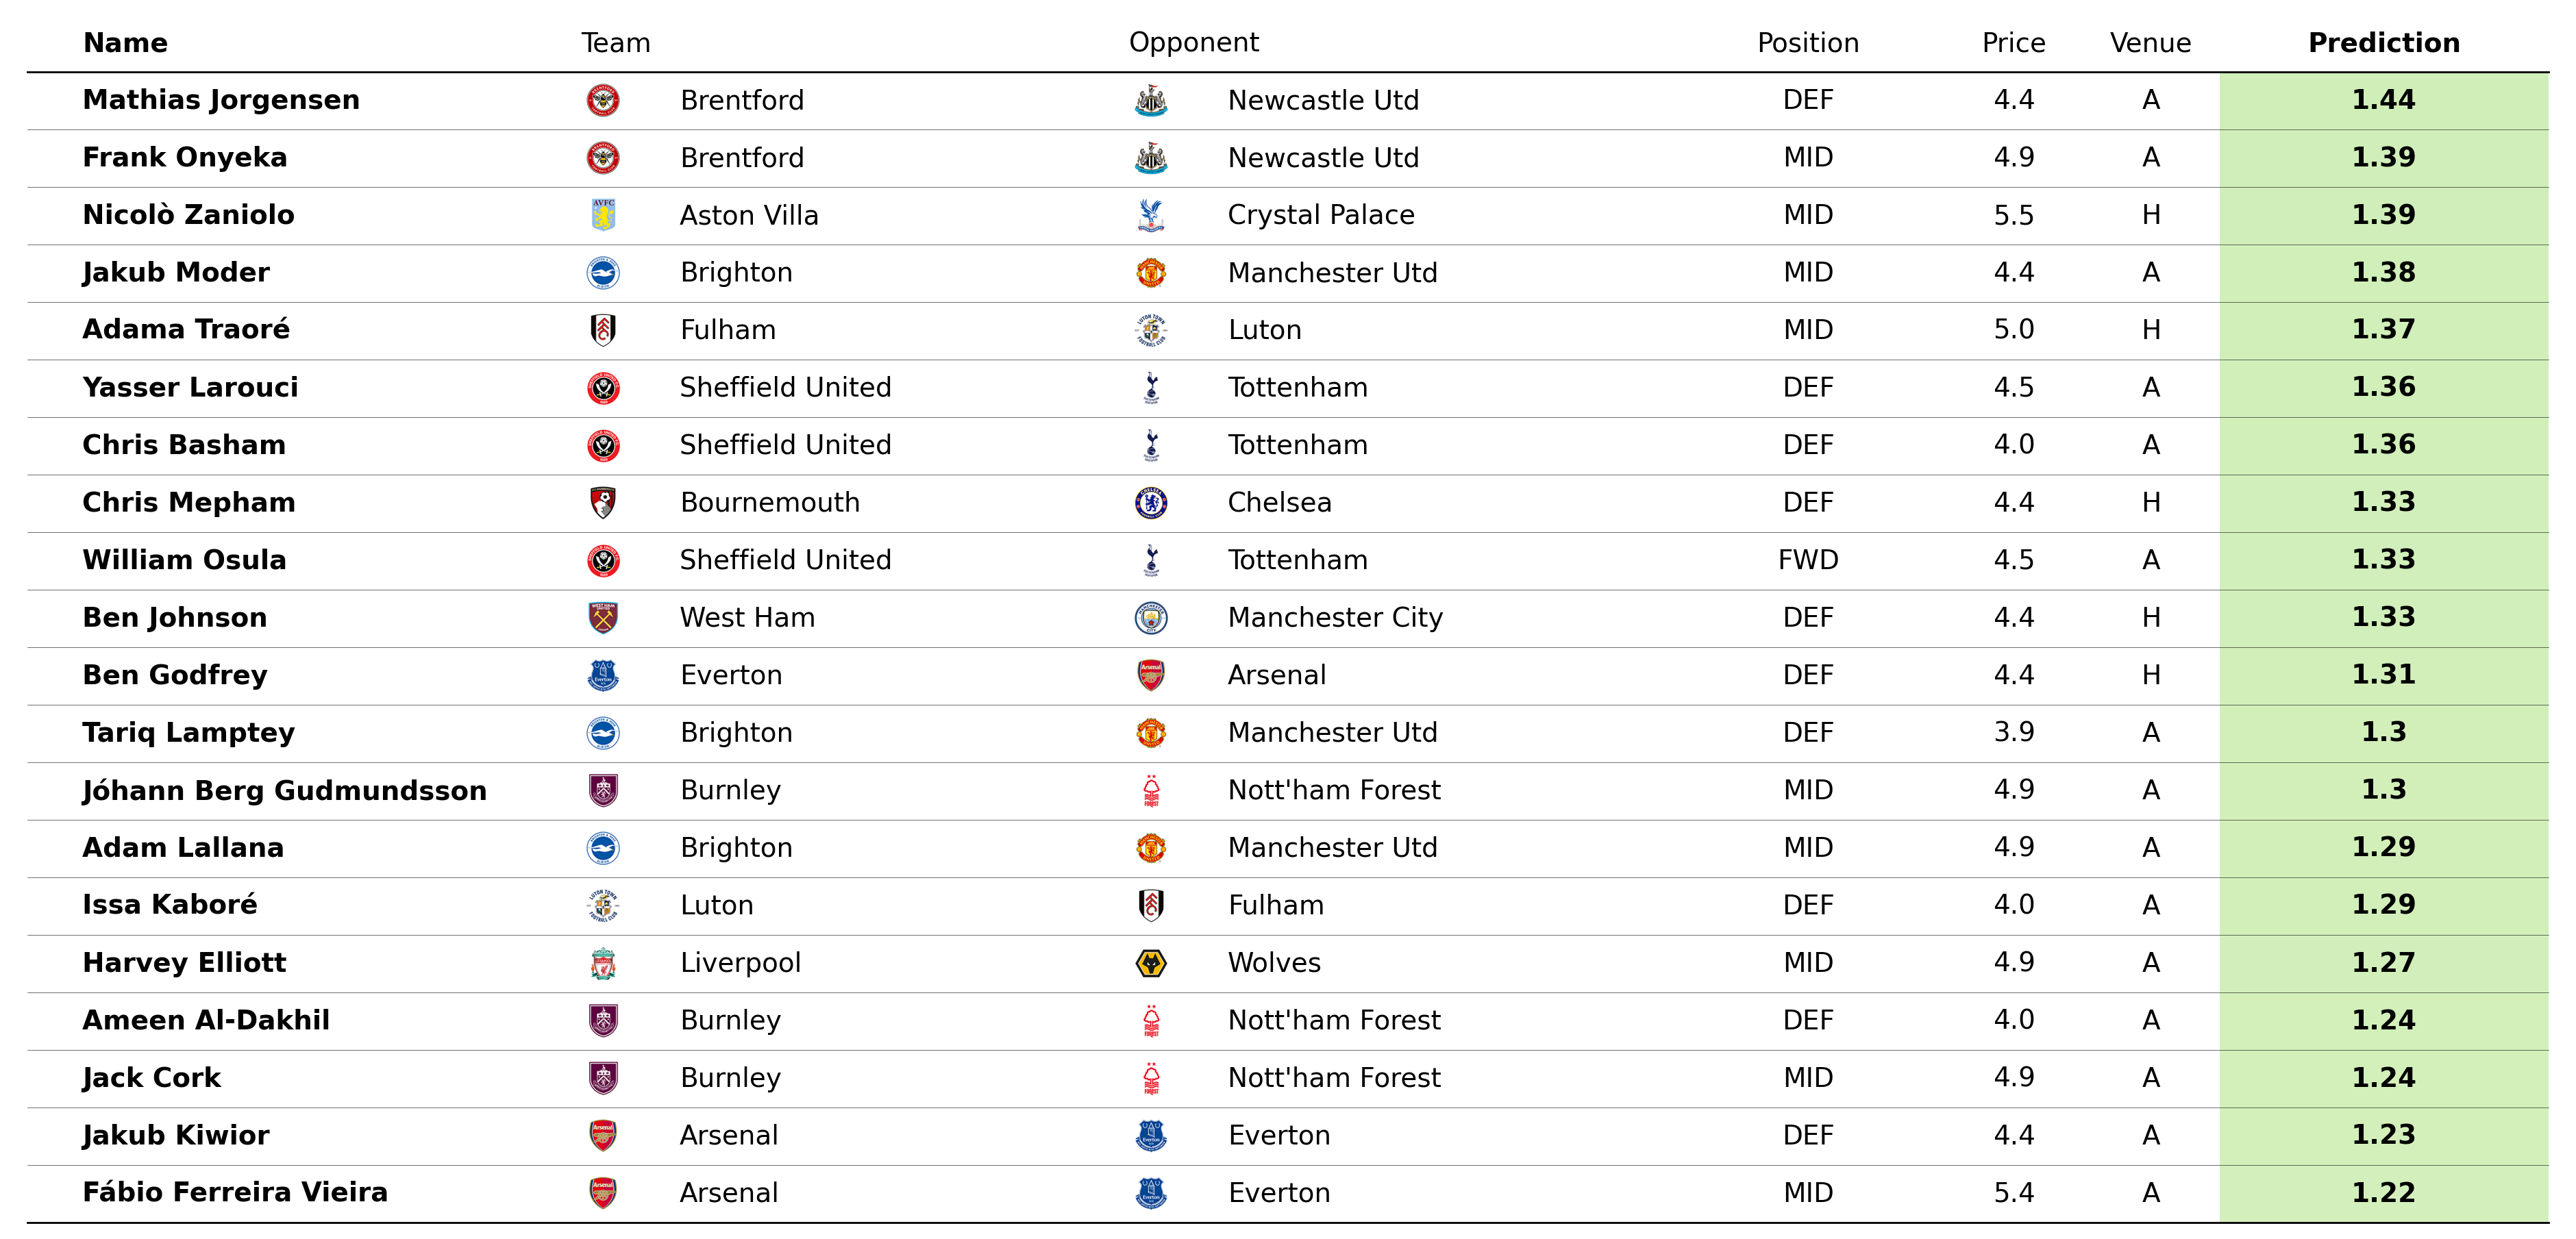 Name Team Opponent Position Price Venue Prediction
Mathias Jorgensen Brentford Newcastle Utd DEF 4.4 A 1.44
Frank Onyeka Brentford Newcastle Utd MID 4.9 A 1.39
Nicolò Zaniolo Aston Villa Crystal Palace MID 5.5 H 1.39
Jakub Moder Brighton Manchester Utd MID 4.4 A 1.38
Adama Traoré Fulham Luton MID 5.0 H 1.37
Yasser Larouci Sheffield United Tottenham DEF 4.5 A 1.36
Chris Basham Sheffield United Tottenham DEF 4.0 A 1.36
Chris Mepham Bournemouth Chelsea DEF 4.4 H 1.33
William Osula Sheffield United Tottenham FWD 4.5 A 1.33
Ben Johnson West Ham Manchester City DEF 4.4 H 1.33
Ben Godfrey Everton Arsenal DEF 4.4 H 1.31
Tariq Lamptey Brighton Manchester Utd DEF 3.9 A 1.3
Jóhann Berg Gudmundsson Burnley Nott'ham Forest MID 4.9 A 1.3
Adam Lallana Brighton Manchester Utd MID 4.9 A 1.29
Issa Kaboré Luton Fulham DEF 4.0 A 1.29
Harvey Elliott Liverpool Wolves MID 4.9 A 1.27
Ameen Al-Dakhil Burnley Nott'ham Forest DEF 4.0 A 1.24
Jack Cork Burnley Nott'ham Forest MID 4.9 A 1.24
Jakub Kiwior Arsenal Everton DEF 4.4 A 1.23
Fábio Ferreira Vieira Arsenal Everton MID 5.4 A 1.22